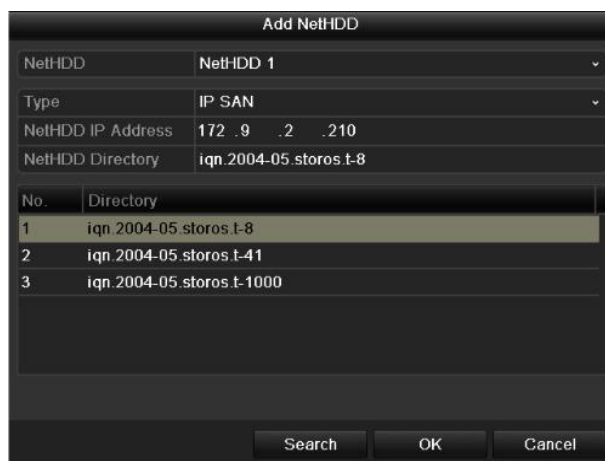 Add NetHDD
NetHDD NetHDD 1
Type IP SAN
NetHDD IP Address 172 .9 .2 .210
NetHDD Directory iqn.2004-05.storos.t-8
No. Directory
1 iqn.2004-05.storos.t-8
2 iqn.2004-05.storos.t-41
3 iqn.2004-05.storos.t-1000
Search OK Cancel